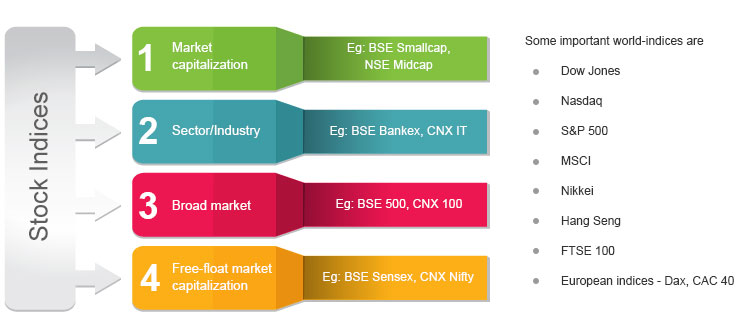 Stock Indices
1
Market
capitalization
Eg: BSE Smallcap,
NSE Midcap
2
Sector/Industry
Eg: BSE Bankex, CNX IT
3
Broad market
Eg: BSE 500, CNX 100
4
Free-float market
capitalization
Eg: BSE Sensex, CNX Nifty
Some important world-indices are
Dow Jones
Nasdaq
S&P 500
MSCI
Nikkei
Hang Seng
FTSE 100
European indices - Dax, CAC 40